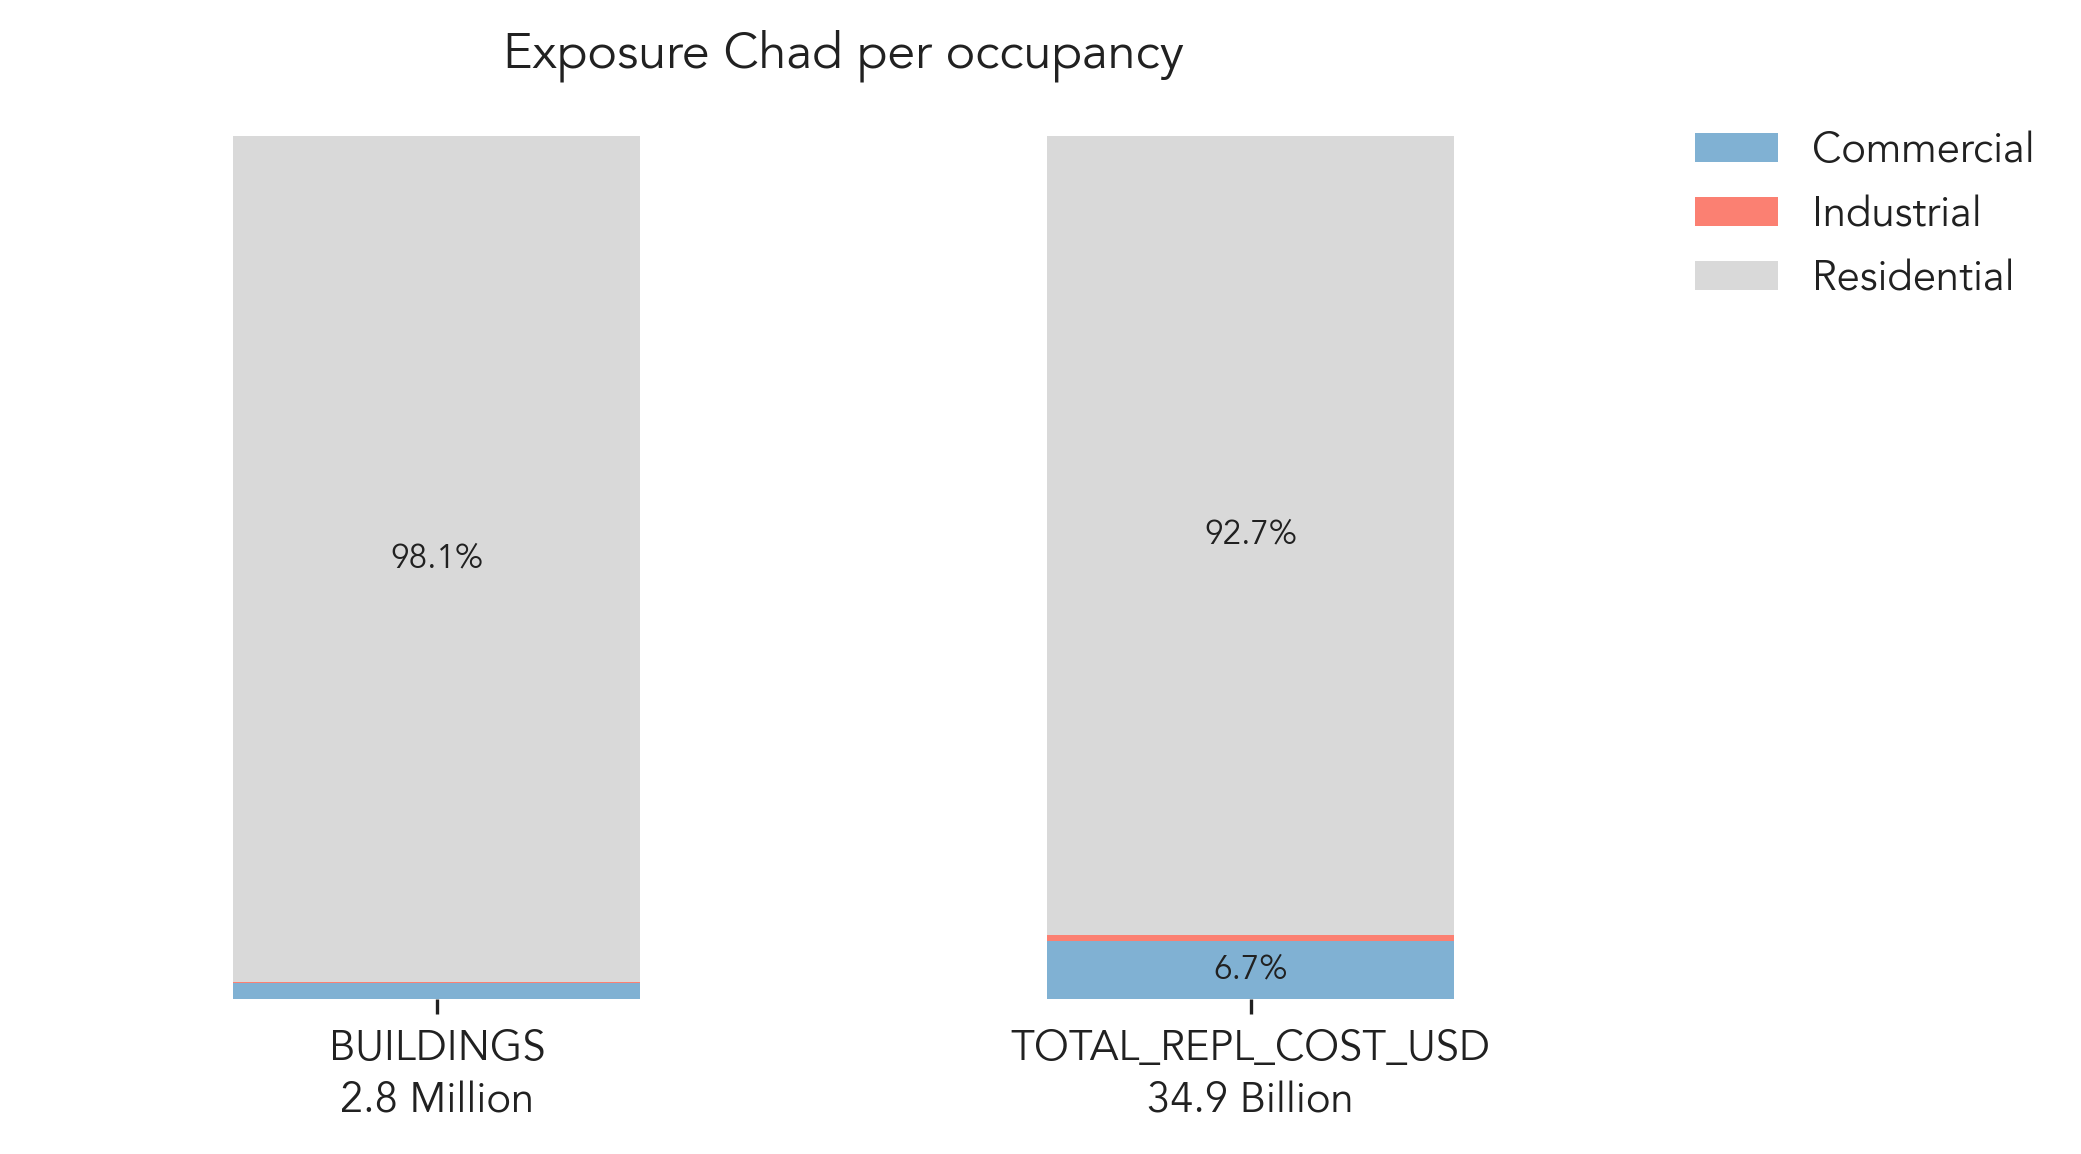 Exposure Chad per occupancy
Commercial
Industrial
Residential
98.1%
92.7%
6.7%
BUILDINGS
2.8 Million
TOTAL_REPL_COST_USD
34.9 Billion